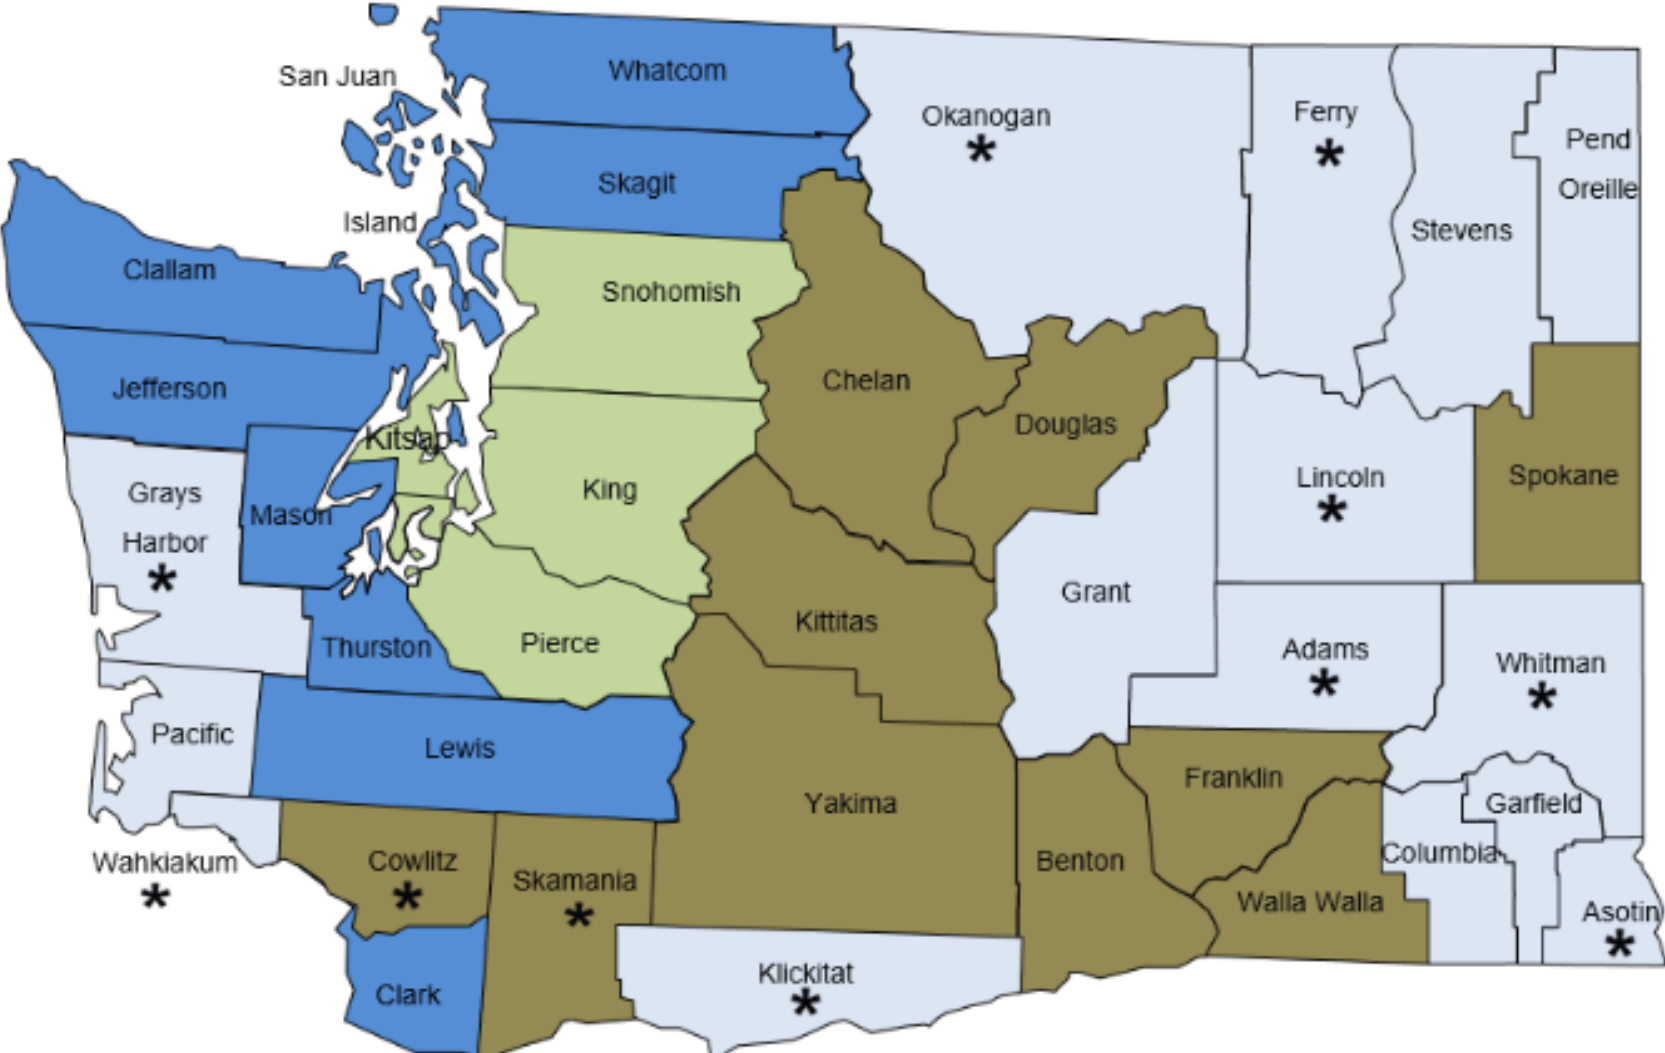 Whatcom
San Juan
Okanogan
*
Ferry
*
Pend
Oreille
Skagit
Island
Stevens
Clallam
Snohomish
Jefferson
Chelan
Douglas
Kitsap
King
Lincoln
*
Spokane
Grays
Harbor
*
Mason
Grant
Kittitas
Thurston
Pierce
Adams
*
Whitman
*
Pacific
Lewis
Franklin
Yakima
Garfield
Columbia
Wahkiakum
*
Cowlitz
*
Skamania
*
Benton
Walla Walla
Asotin
*
Klickitat
*
Clark